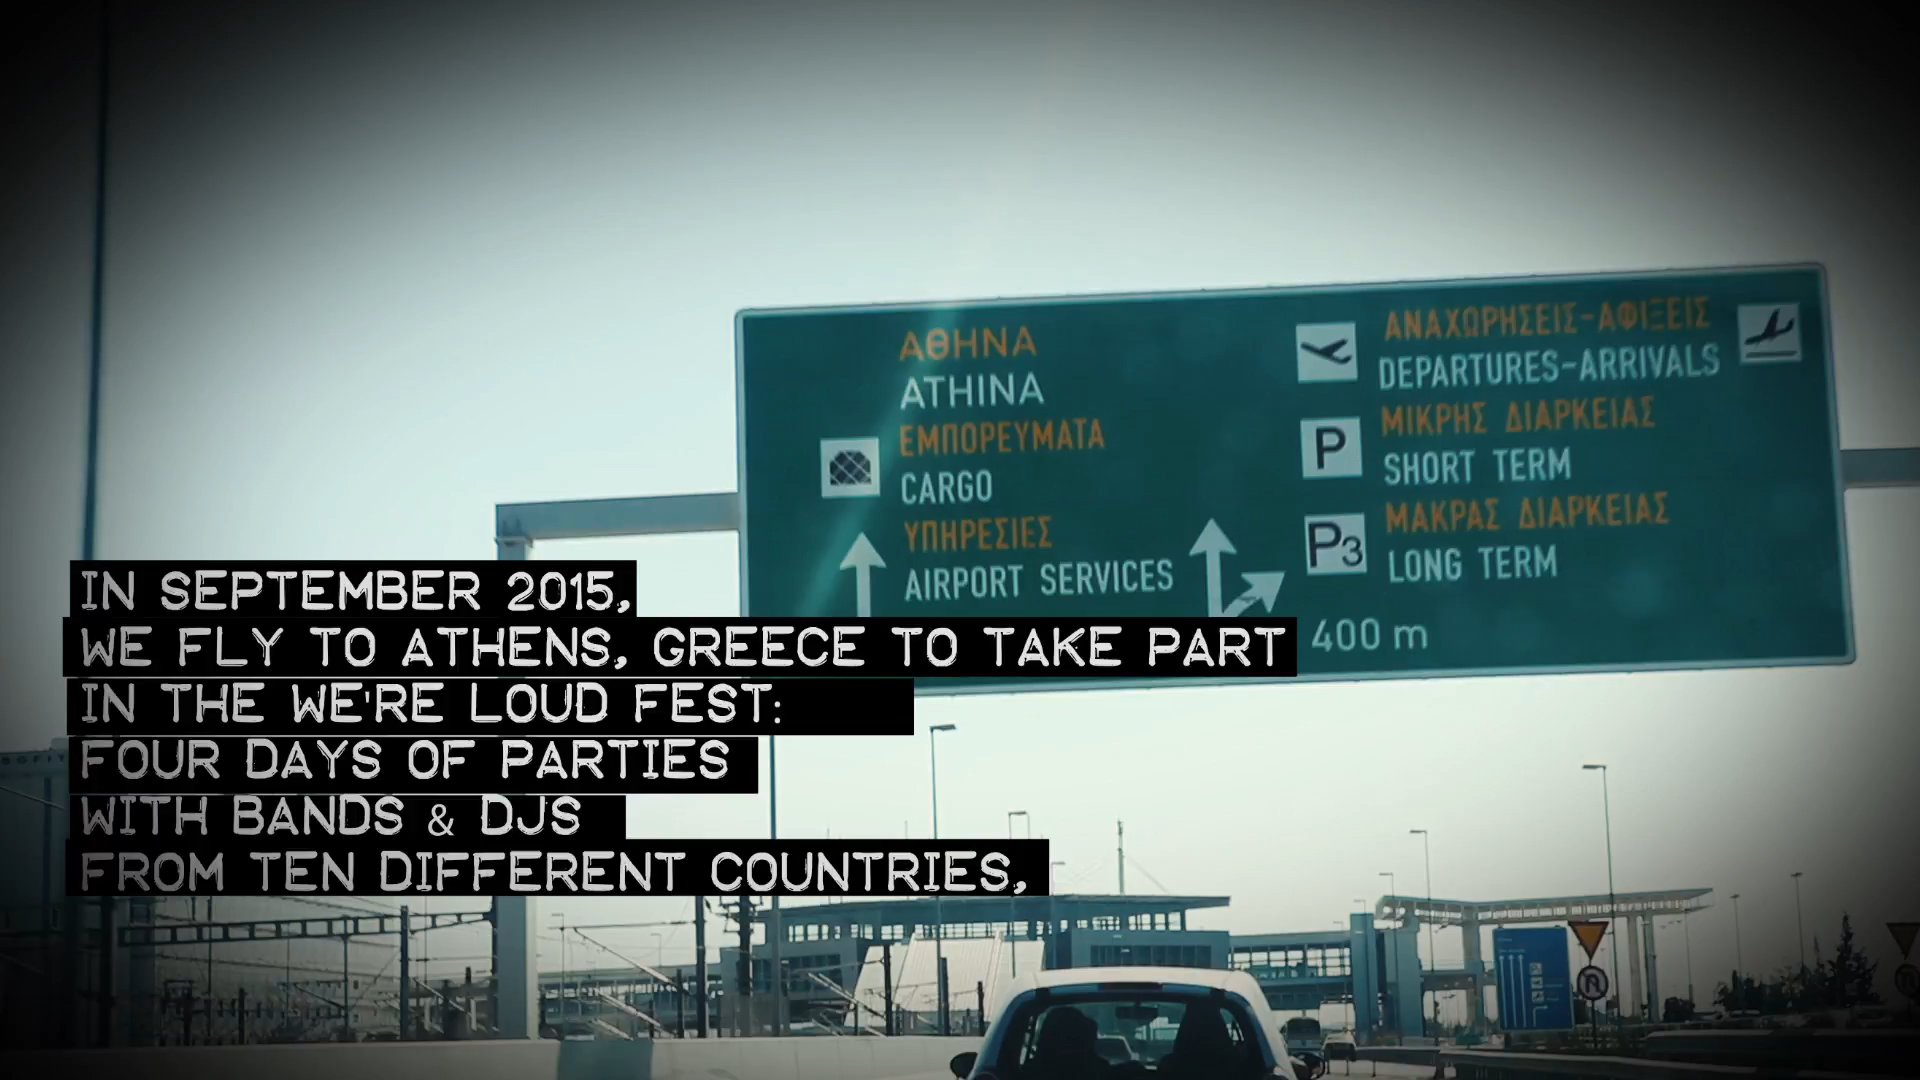 ΑΘΗΝΑ
ATHINA
ΕΜΠΟΡΕΥΜΑΤΑ
CARGO
ΥΠΗΡΕΣΙΕΣ
AIRPORT SERVICES
ΑΝΑΧΩΡΗΣΕΙΣ-ΑΦΙΞΕΙΣ
DEPARTURES-ARRIVALS
P
ΜΙΚΡΗΣ ΔΙΑΡΚΕΙΑΣ
SHORT TERM
P3
ΜΑΚΡΑΣ ΔΙΑΡΚΕΙΑΣ
LONG TERM
400 m
IN SEPTEMBER 2015,
WE FLY TO ATHENS, GREECE TO TAKE PART
IN THE WE'RE LOUD FEST:
FOUR DAYS OF PARTIES
WITH BANDS & DJS
FROM TEN DIFFERENT COUNTRIES,